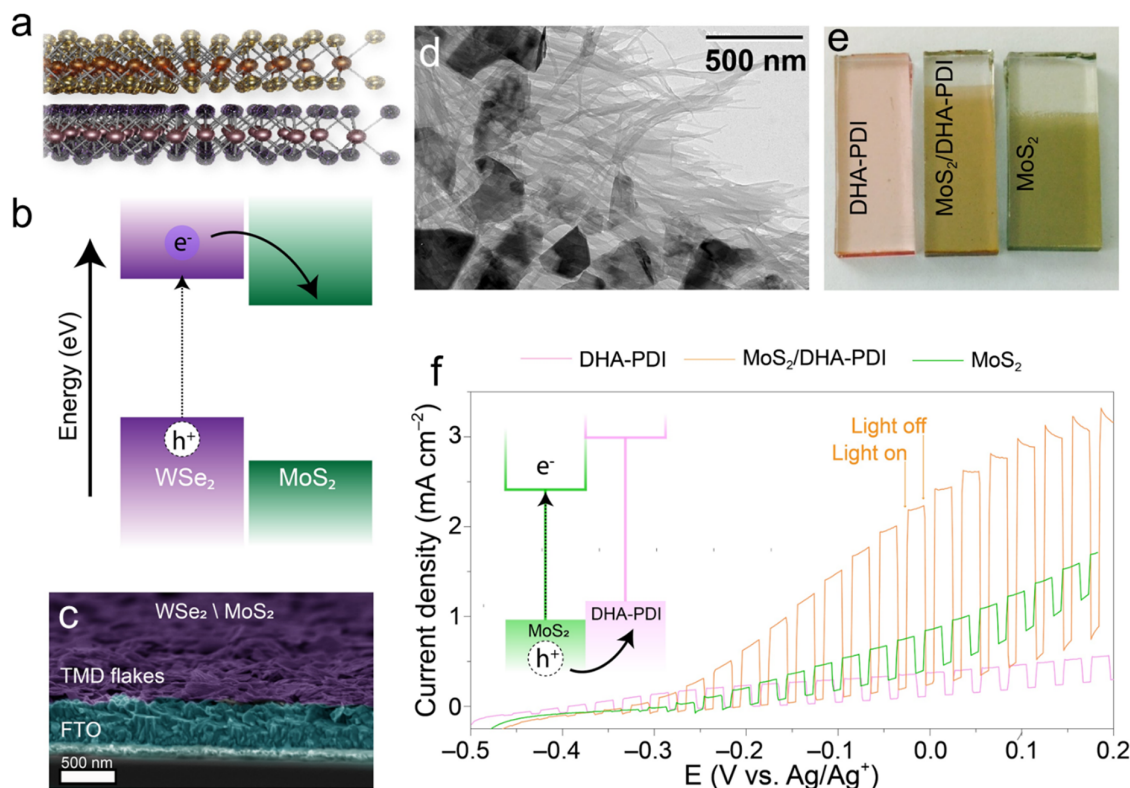 a
b
Energy (eV)
e-
h+
WSe₂
MoS₂
c
WSe₂ \ MoS₂
TMD flakes
FTO
500 nm
d
500 nm
e
DHA-PDI
MoS₂/DHA-PDI
MoS₂
f
DHA-PDI
MoS₂/DHA-PDI
MoS₂
Current density (mA cm⁻²)
3
2
1
0
e-
MoS₂
h+
DHA-PDI
Light off
Light on
−0.5 −0.4 −0.3 −0.2 −0.1 0.0 0.1 0.2
E (V vs. Ag/Ag⁺)